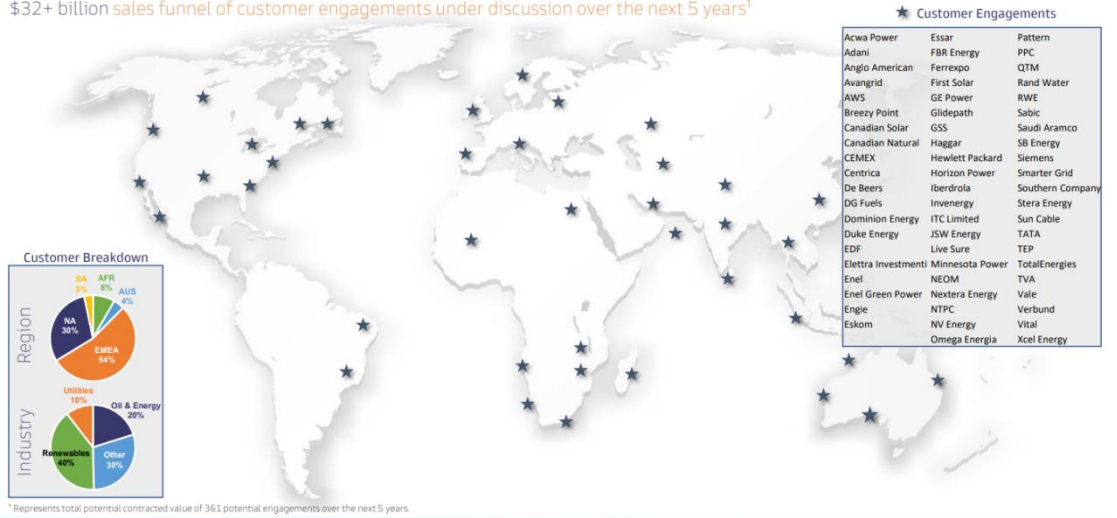 $32+ billion sales funnel of customer engagements under discussion over the next 5 years¹
Customer Engagements
Acwa Power
Adani
Anglo American
Avangrid
AWS
Breezy Point
Canadian Solar
Canadian Natural
CEMEX
Centrica
De Beers
DG Fuels
Dominion Energy
Duke Energy
EDF
Elettra Investimenti
Enel
Enel Green Power
Engie
Eskom
Essar
FBR Energy
Ferrexpo
First Solar
GE Power
Glidepath
GSS
Haggar
Hewlett Packard
Horizon Power
Iberdrola
Invenergy
ITC Limited
JSW Energy
Live Sure
Minnesota Power
NEOM
Nextera Energy
NTPC
NV Energy
Omega Energia
Pattern
PPC
QTM
Rand Water
RWE
Sabic
Saudi Aramco
SB Energy
Siemens
Smarter Grid
Southern Company
Stera Energy
Sun Cable
TATA
TEP
TotalEnergies
TVA
Vale
Verbund
Vital
Xcel Energy
Customer Breakdown
Region
SA
3%
AFR
8%
AUS
4%
NA
30%
EMEA
54%
Industry
Utilities
10%
Oil & Energy
20%
Renewables
40%
Other
30%
¹ Represents total potential contracted value of 361 potential engagements over the next 5 years.